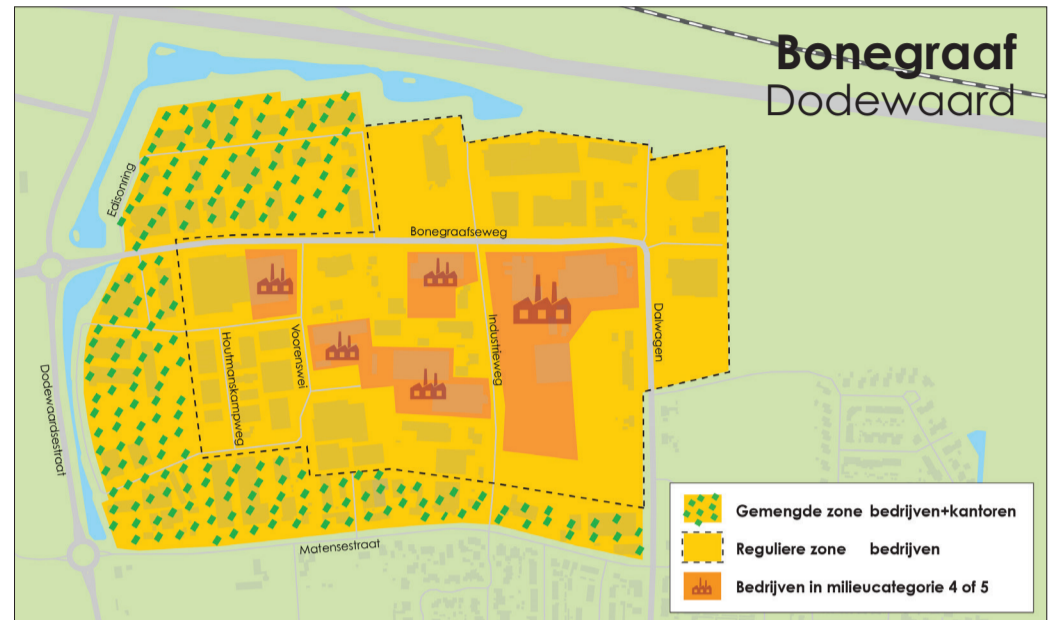 Bonegraaf
Dodewaard
Edisonring
Bonegraafseweg
Dodewaardsestraat
Houtmanskampweg
Voorenswei
Industrieweg
Dalwagen
Matensestraat
Gemengde zone bedrijven+kantoren
Reguliere zone bedrijven
Bedrijven in milieucategorie 4 of 5